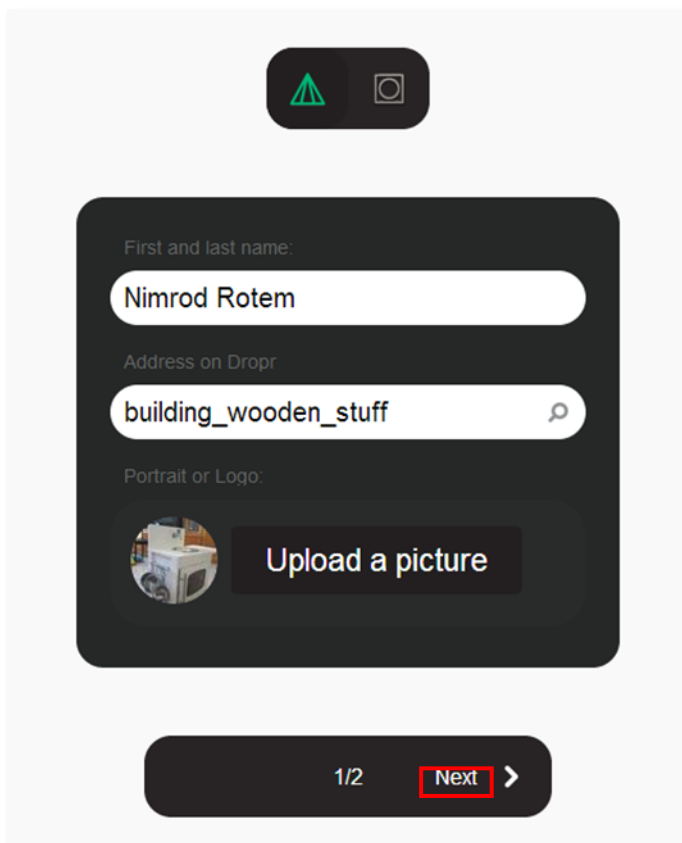 First and last name:
Nimrod Rotem
Address on Dropr
building_wooden_stuff
Portrait or Logo:
Upload a picture
1/2 Next